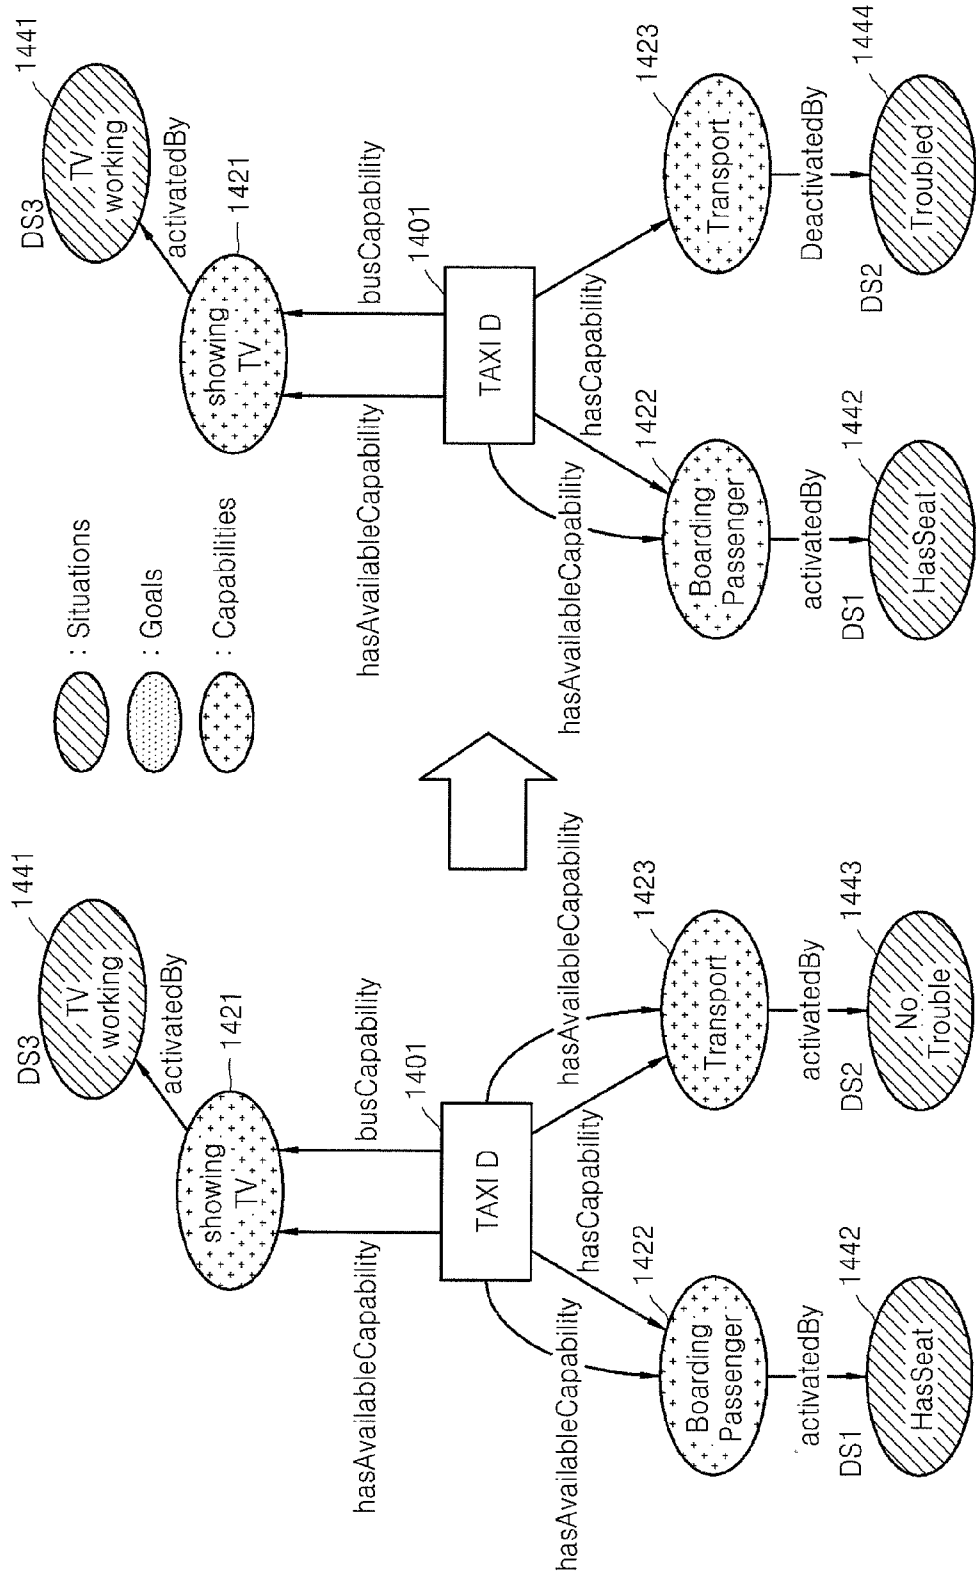 : Situations
: Goals
: Capabilities
DS3
TV
working
1441
activatedBy
showing
TV
1421
hasAvailableCapability
busCapability
TAXI D
1401
hasAvailableCapability
hasCapability
hasAvailableCapability
Boarding
Passenger
1422
Transport
1423
activatedBy
activatedBy
DS1
HasSeat
1442
DS2
No
Trouble
1443
DS3
TV
working
1441
activatedBy
showing
TV
1421
hasAvailableCapability
busCapability
TAXI D
1401
hasAvailableCapability
hasCapability
Boarding
Passenger
1422
Transport
1423
activatedBy
Deactivated​By
DS1
HasSeat
1442
DS2
Troubled
1444